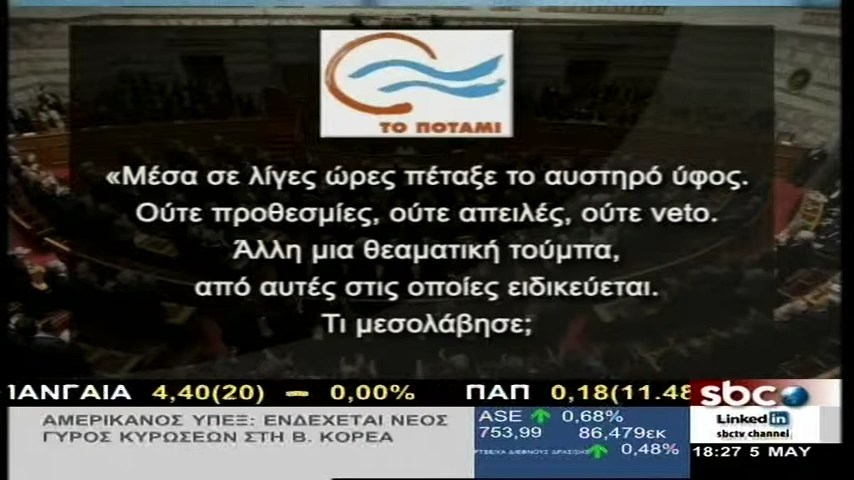 ΤΟ ΠΟΤΑΜΙ
«Μέσα σε λίγες ώρες πέταξε το αυστηρό ύφος.
Ούτε προθεσμίες, ούτε απειλές, ούτε veto.
Άλλη μια θεαματική τούμπα,
από αυτές στις οποίες ειδικεύεται.
Τι μεσολάβησε;
ΙΑΝΓΑΙΑ 4,40(20) 0,00% ΠΑΠ 0,18(11.48
sbc
ΑΜΕΡΙΚΑΝΟΣ ΥΠΕΞ: ΕΝΔΕΧΕΤΑΙ ΝΕΟΣ
ΓΥΡΟΣ ΚΥΡΩΣΕΩΝ ΣΤΗ Β. ΚΟΡΕΑ
ASE 0,68%
753,99 86,479εκ
0,48%
Linked in
sbctv channel
18:27 5 MAY